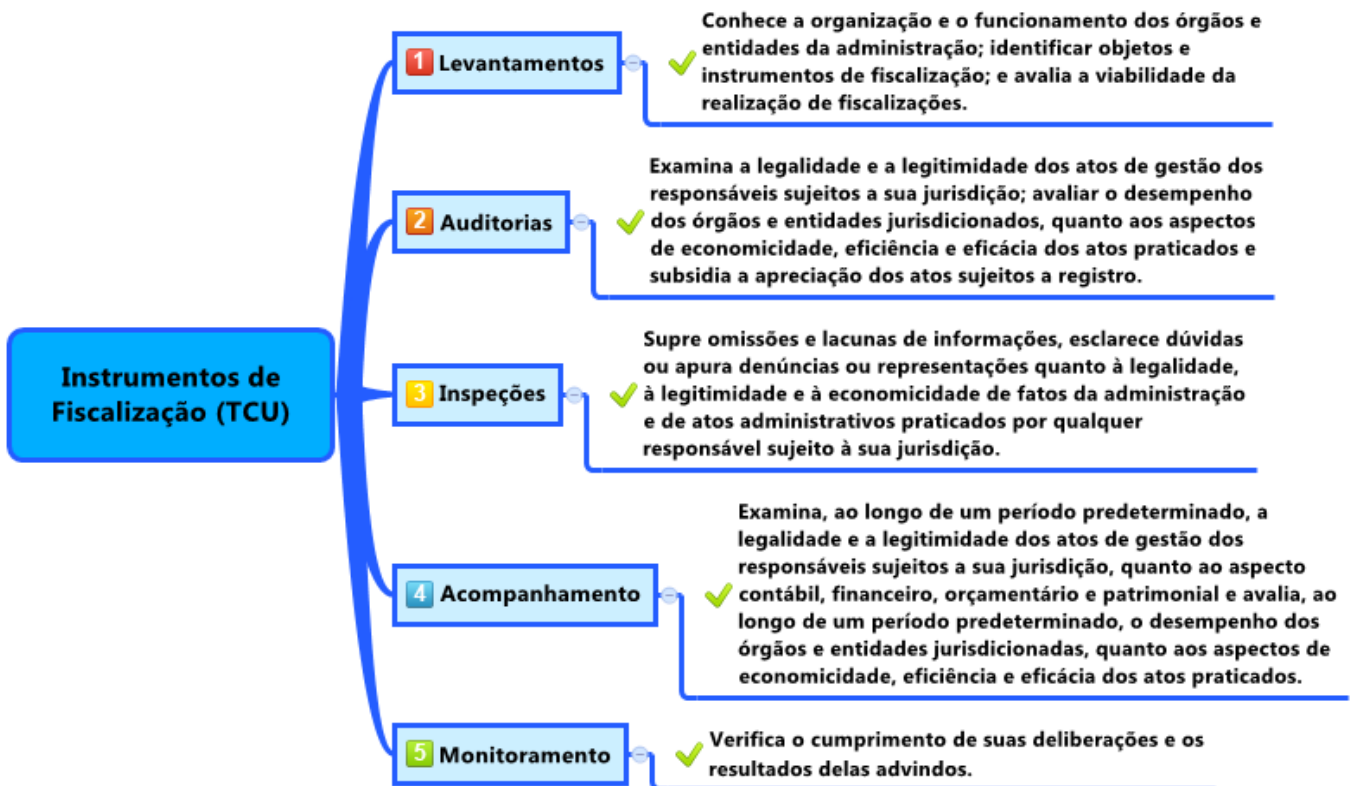 Instrumentos de
Fiscalização (TCU)
1 Levantamentos
Conhece a organização e o funcionamento dos órgãos e
entidades da administração; identificar objetos e
instrumentos de fiscalização; e avalia a viabilidade da
realização de fiscalizações.
2 Auditorias
Examina a legalidade e a legitimidade dos atos de gestão dos
responsáveis sujeitos a sua jurisdição; avaliar o desempenho
dos órgãos e entidades jurisdicionados, quanto aos aspectos
de economicidade, eficiência e eficácia dos atos praticados e
subsidia a apreciação dos atos sujeitos a registro.
3 Inspeções
Supre omissões e lacunas de informações, esclarece dúvidas
ou apura denúncias ou representações quanto à legalidade,
à legitimidade e à economicidade de fatos da administração
e de atos administrativos praticados por qualquer
responsável sujeito à sua jurisdição.
4 Acompanhamento
Examina, ao longo de um período predeterminado, a
legalidade e a legitimidade dos atos de gestão dos
responsáveis sujeitos a sua jurisdição, quanto ao aspecto
contábil, financeiro, orçamentário e patrimonial e avalia, ao
longo de um período predeterminado, o desempenho dos
órgãos e entidades jurisdicionadas, quanto aos aspectos de
economicidade, eficiência e eficácia dos atos praticados.
5 Monitoramento
Verifica o cumprimento de suas deliberações e os
resultados delas advindos.